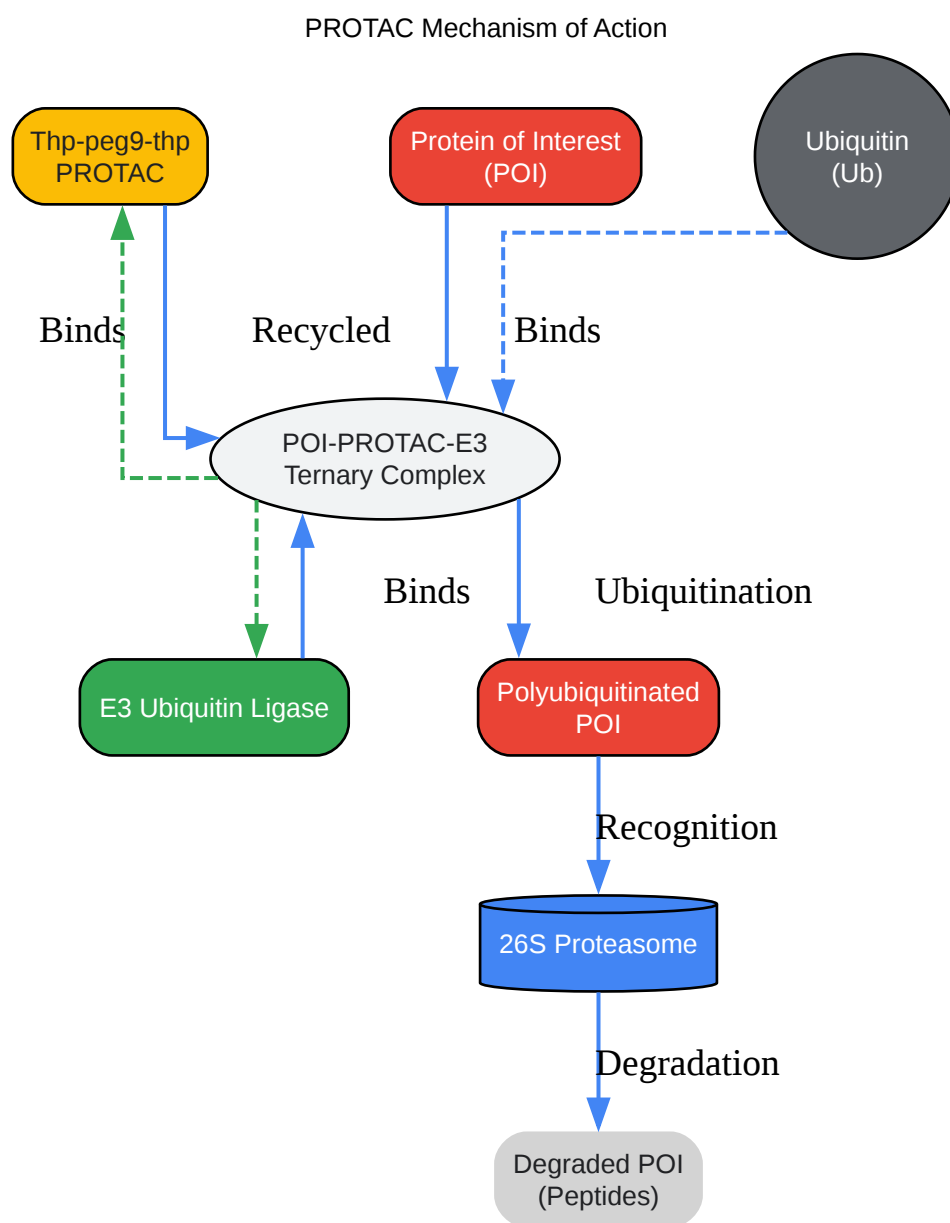 PROTAC Mechanism of Action
Thp-peg9-thp
PROTAC
Protein of Interest
(POI)
Ubiquitin
(Ub)
Binds
Recycled
Binds
POI-PROTAC-E3
Ternary Complex
Binds
Ubiquitination
E3 Ubiquitin Ligase
Polyubiquitinated
POI
Recognition
26S Proteasome
Degradation
Degraded POI
(Peptides)